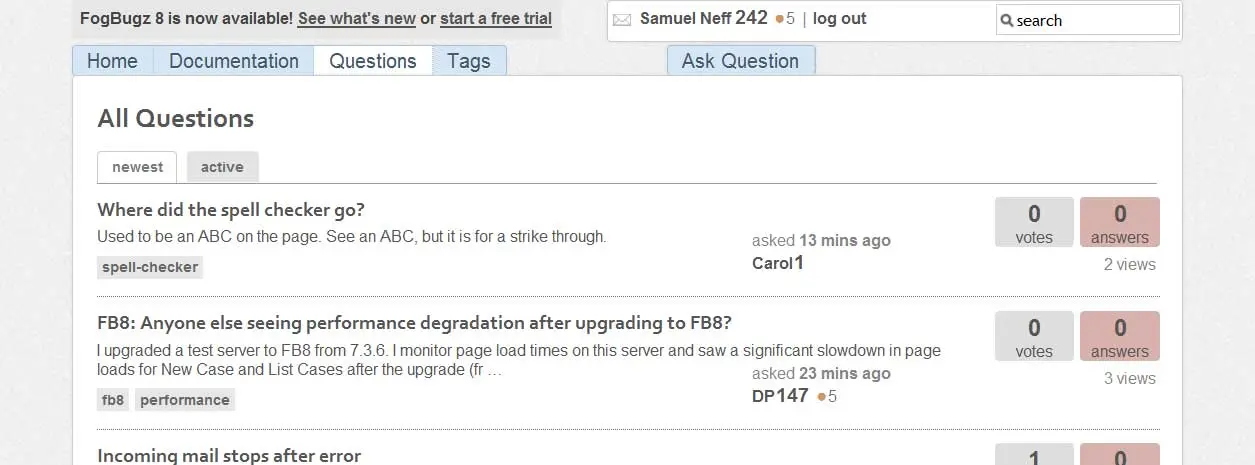 FogBugz 8 is now available! See what's new or start a free trial
Samuel Neff 242 ●5 | log out
search
Home Documentation Questions Tags Ask Question
All Questions
newest active
Where did the spell checker go?
Used to be an ABC on the page. See an ABC, but it is for a strike through.
spell-checker
asked 13 mins ago
Carol1
0 votes
0 answers
2 views
FB8: Anyone else seeing performance degradation after upgrading to FB8?
I upgraded a test server to FB8 from 7.3.6. I monitor page load times on this server and saw a significant slowdown in page
loads for New Case and List Cases after the upgrade (fr …
fb8 performance
asked 23 mins ago
DP147 ●5
0 votes
0 answers
3 views
Incoming mail stops after error
1
0